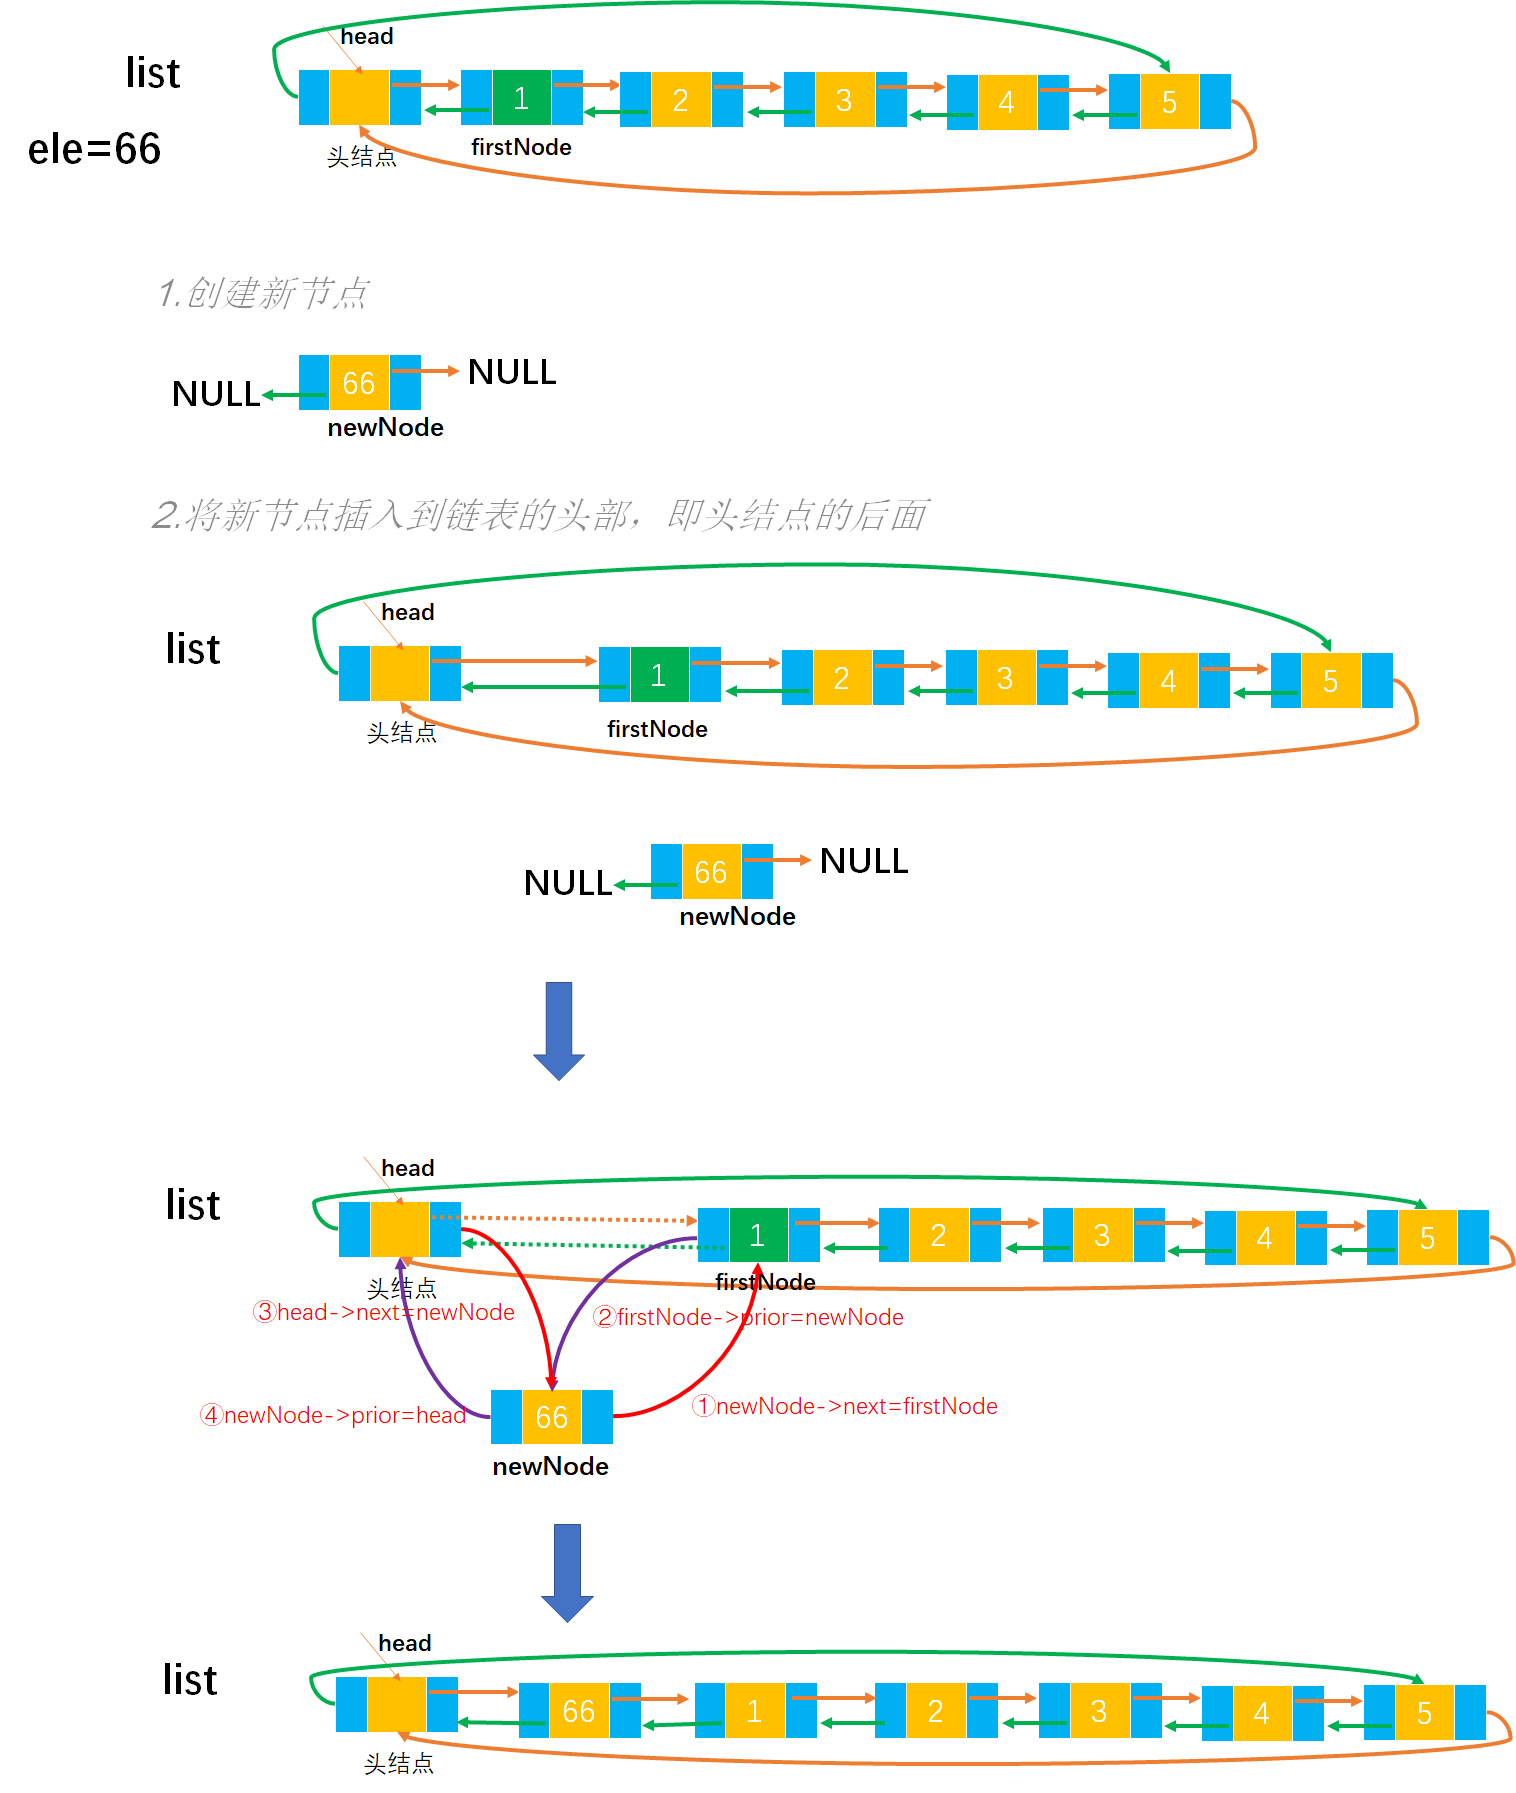 head
list
1
2
3
4
5
ele=66
头结点
firstNode
1.创建新节点
NULL
66
NULL
newNode
2.将新节点插入到链表的头部，即头结点的后面
head
list
1
2
3
4
5
头结点
firstNode
NULL
66
NULL
newNode
head
list
1
2
3
4
5
头结点
firstNode
③head->next=newNode
②firstNode->prior=newNode
④newNode->prior=head
66
①newNode->next=firstNode
newNode
head
list
66
1
2
3
4
5
头结点